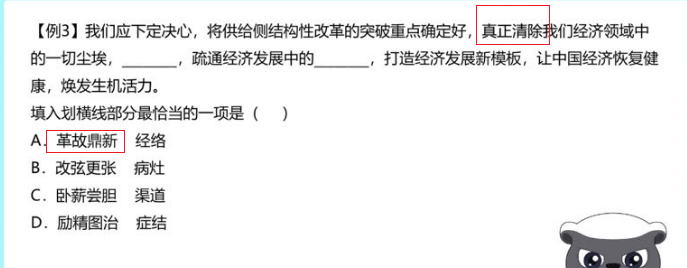 【例3】我们应下定决心，将供给侧结构性改革的突破重点确定好，真正清除我们经济领域中
的一切尘埃，________，疏通经济发展中的________，打造经济发展新模板，让中国经济恢复健
康，焕发生机活力。
填入划横线部分最恰当的一项是（　　）
A．革故鼎新　经络
B．改弦更张　病灶
C．卧薪尝胆　渠道
D．励精图治　症结